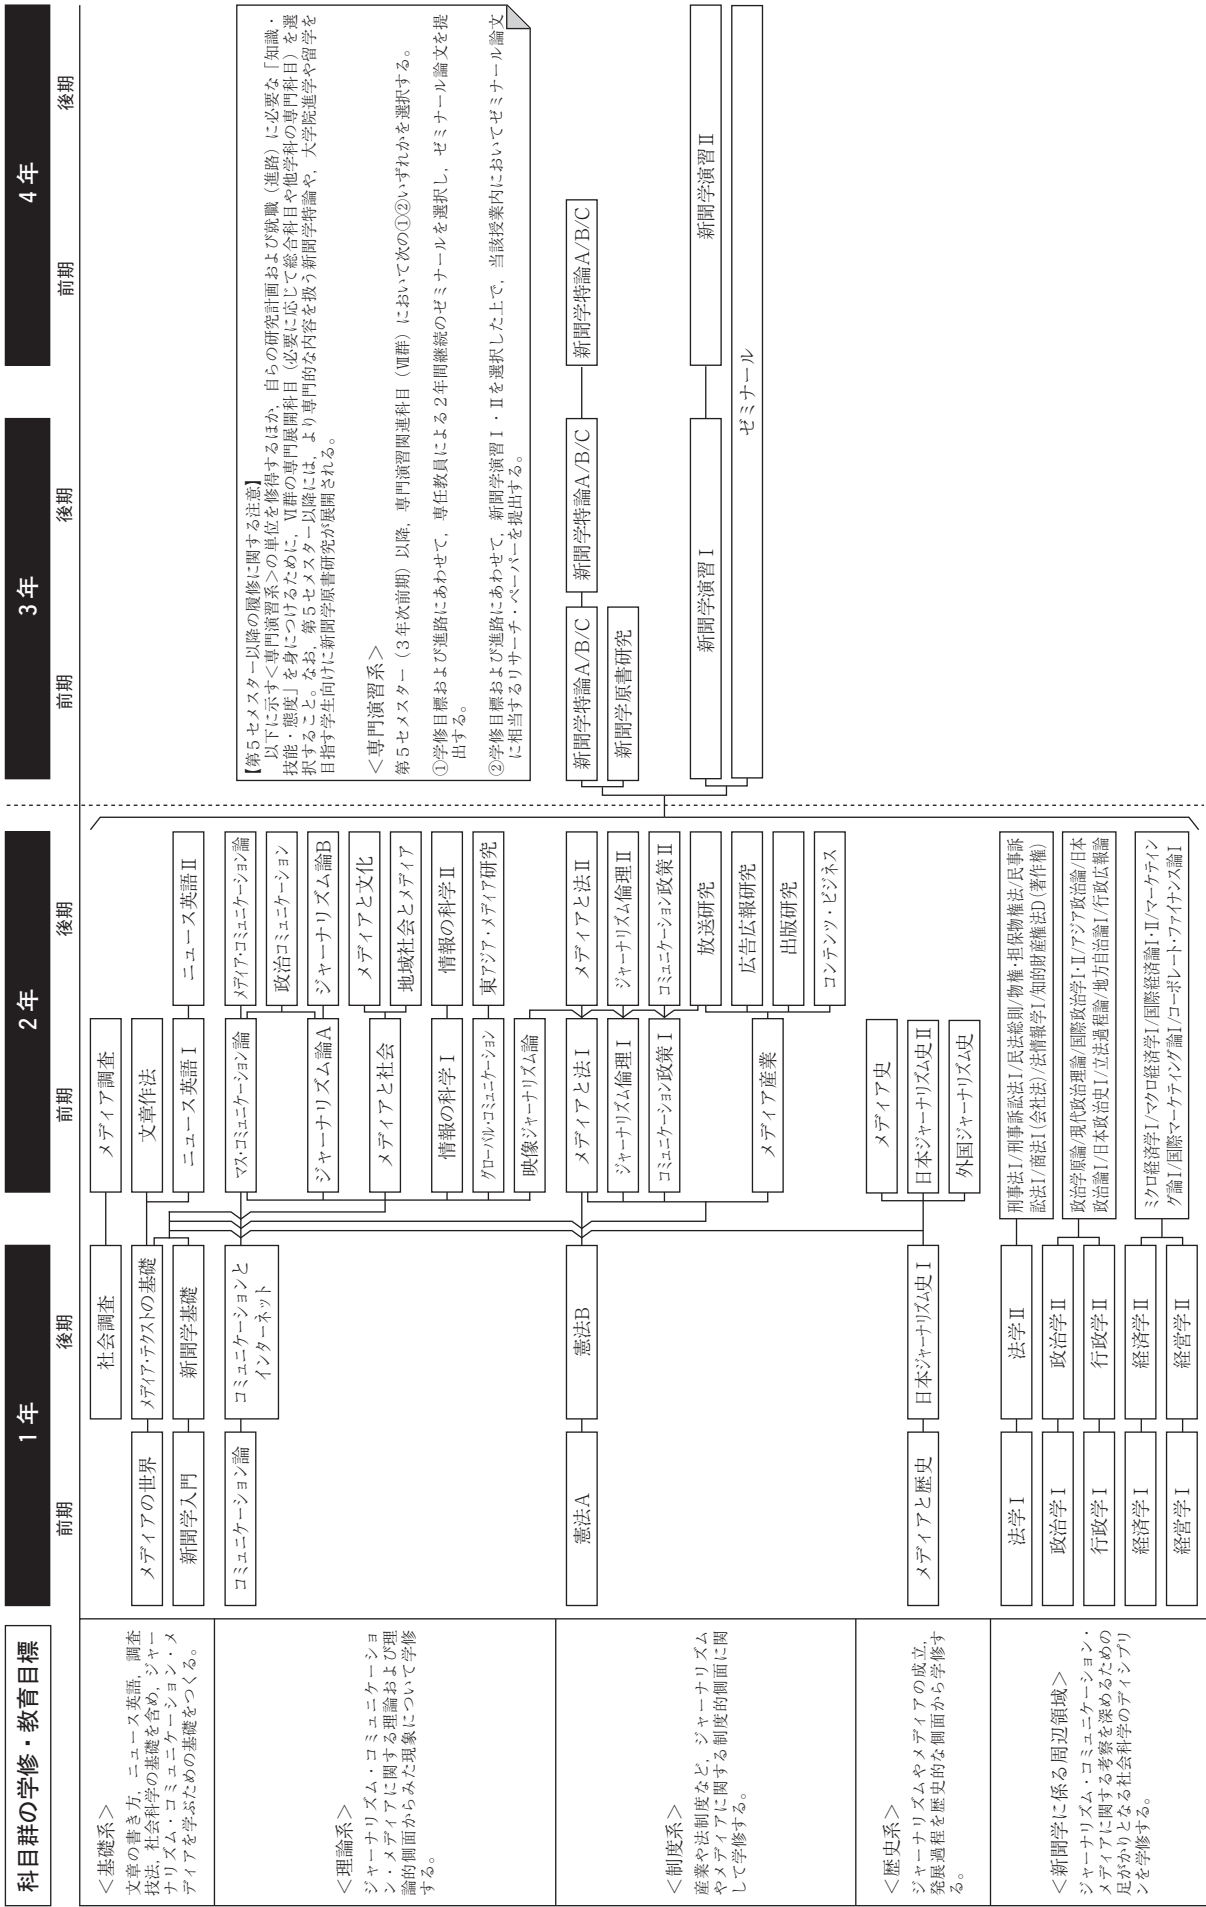 科目群の学修・教育目標
1年
2年
3年
4年
前期
後期
前期
後期
前期
後期
前期
後期
<基礎系>
文章の書き方，ニュース英語，調査
技法，社会科学の基礎を含め，ジャー
ナリズム・コミュニケーション・メ
ディアを学ぶための基礎をつくる。
社会調査
メディア調査
メディアの世界
メディア・テクストの基礎
文章作法
新聞学入門
新聞学基礎
ニュース英語Ⅰ
ニュース英語Ⅱ
<理論系>
ジャーナリズム・コミュニケーショ
ン・メディアに関する理論および理
論的側面からみた現象について学修
する。
コミュニケーション論
コミュニケーションと
インターネット
マス・コミュニケーション論
メディア・コミュニケーション論
政治コミュニケーション
ジャーナリズム論A
ジャーナリズム論B
メディアと社会
メディアと文化
地域社会とメディア
情報の科学Ⅰ
情報の科学Ⅱ
グローバル・コミュニケーション
東アジア・メディア研究
映像ジャーナリズム論
<制度系>
産業や法制度など，ジャーナリズム
やメディアに関する制度的側面に関
して学修する。
憲法A
憲法B
メディアと法Ⅰ
メディアと法Ⅱ
ジャーナリズム倫理Ⅰ
ジャーナリズム倫理Ⅱ
コミュニケーション政策Ⅰ
コミュニケーション政策Ⅱ
放送研究
メディア産業
広告広報研究
出版研究
コンテンツ・ビジネス
<歴史系>
ジャーナリズムやメディアの成立，
発展過程を歴史的な側面から学修す
る。
メディアと歴史
日本ジャーナリズム史Ⅰ
メディア史
日本ジャーナリズム史Ⅱ
外国ジャーナリズム史
<新聞学に係る周辺領域>
ジャーナリズム・コミュニケーション・
メディアに関する考察を深めるための
足がかりとなる社会科学のディシプリ
ンを学修する。
法学Ⅰ
法学Ⅱ
刑事法Ⅰ/刑事訴訟法Ⅰ/民法総則/物権・担保物権法/民事訴
訟法Ⅰ/商法Ⅰ(会社法)/法情報学Ⅰ/知的財産権法D(著作権)
政治学Ⅰ
政治学Ⅱ
行政学Ⅰ
行政学Ⅱ
政治学原論/現代政治理論/国際政治学Ⅰ・Ⅱ/アジア政治論/日本
政治論Ⅰ/日本政治史Ⅰ/立法過程論/地方自治論Ⅰ/行政広報論
経済学Ⅰ
経済学Ⅱ
経営学Ⅰ
経営学Ⅱ
ミクロ経済学Ⅰ/マクロ経済学Ⅰ/国際経済論Ⅰ・Ⅱ/マーケティン
グ論Ⅰ/国際マーケティング論Ⅰ/コーポレート・ファイナンス論Ⅰ
【第5セメスター以降の履修に関する注意】
以下に示す<専門演習系>の単位を修得するほか，自らの研究計画および就職（進路）に必要な「知識・
技能・態度」を身につけるために，Ⅵ群の専門展開科目（必要に応じて総合科目や他学科の専門科目）を選
択すること。なお，第5セメスター以降には，より専門的な内容を扱う新聞学特論や，大学院進学や留学を
目指す学生向けに新聞学原書研究が展開される。
<専門演習系>
第5セメスター（3年次前期）以降，専門演習関連科目（Ⅶ群）において次の①②いずれかを選択する。
①学修目標および進路にあわせて，専任教員による2年間継続のゼミナールを選択し，ゼミナール論文を提
出する。
②学修目標および進路にあわせて，新聞学演習Ⅰ・Ⅱを選択した上で，当該授業内においてゼミナール論文
に相当するリサーチ・ペーパーを提出する。
新聞学特論A/B/C
新聞学特論A/B/C
新聞学特論A/B/C
新聞学原書研究
新聞学演習Ⅰ
新聞学演習Ⅱ
ゼミナール